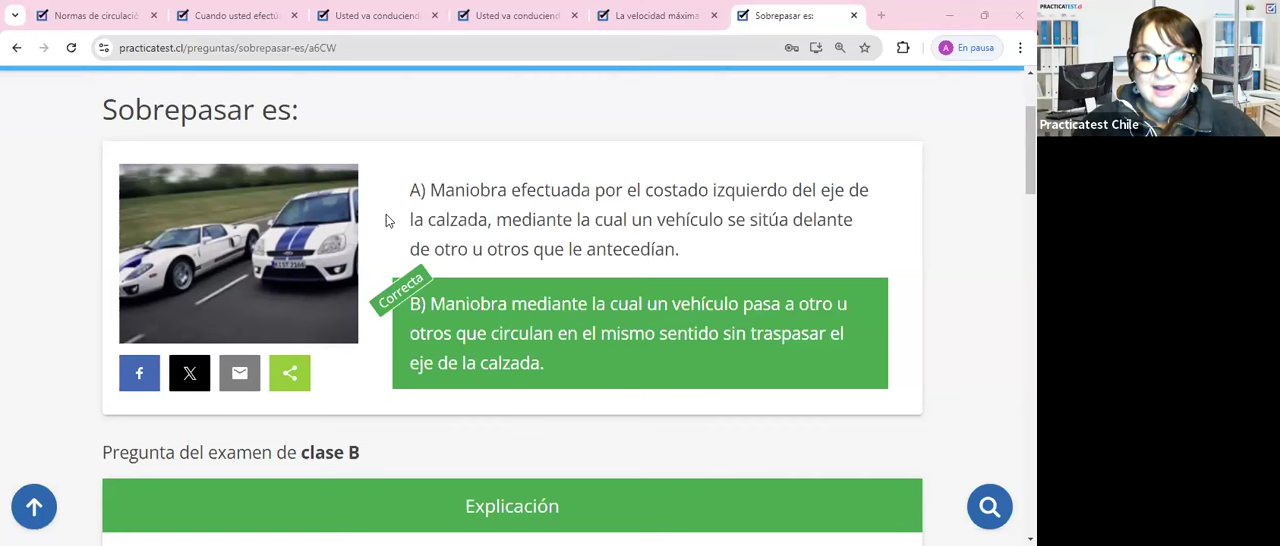 Normas de circulació
Cuando usted efectú
Usted va conduciend
Usted va conduciend
La velocidad máxima
Sobrepasar es:
practicatest.cl/preguntas/sobrepasar-es/a6CW
A
En pausa
PRACTICATEST.cl
Practicatest Chile
Sobrepasar es:
A) Maniobra efectuada por el costado izquierdo del eje de
la calzada, mediante la cual un vehículo se sitúa delante
de otro u otros que le antecedían.
Correcta
B) Maniobra mediante la cual un vehículo pasa a otro u
otros que circulan en el mismo sentido sin traspasar el
eje de la calzada.
Pregunta del examen de clase B
Explicación